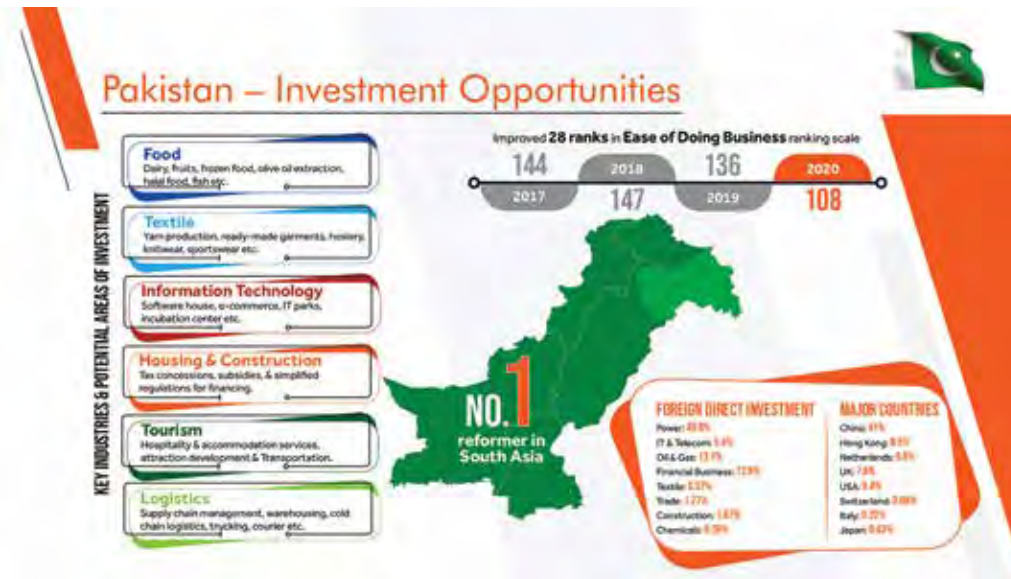 Pakistan – Investment Opportunities
KEY INDUSTRIES & POTENTIAL AREAS OF INVESTMENT
Food
Dairy, fruits, frozen food, olive oil extraction,
halal food, fish etc.
Textile
Yarn production, ready-made garments, hosiery,
knitwear, sportswear etc.
Information Technology
Software house, e-commerce, IT parks,
incubation center etc.
Housing & Construction
Tax concessions, subsidies, & simplified
regulations for financing.
Tourism
Hospitality & accommodation services,
attraction development & Transportation.
Logistics
Supply chain management, warehousing, cold
chain logistics, trucking, courier etc.
Improved 28 ranks in Ease of Doing Business ranking scale
144 2018 136 2020
2017 147 2019 108
NO.1
reformer in
South Asia
FOREIGN DIRECT INVESTMENT
Power:
IT & Telecom:
Oil & Gas:
Financial Business:
Textile:
Trade:
Construction:
Chemicals:
MAJOR COUNTRIES
China:
Hong Kong:
Netherlands:
UK:
USA:
Switzerland:
Italy:
Japan: